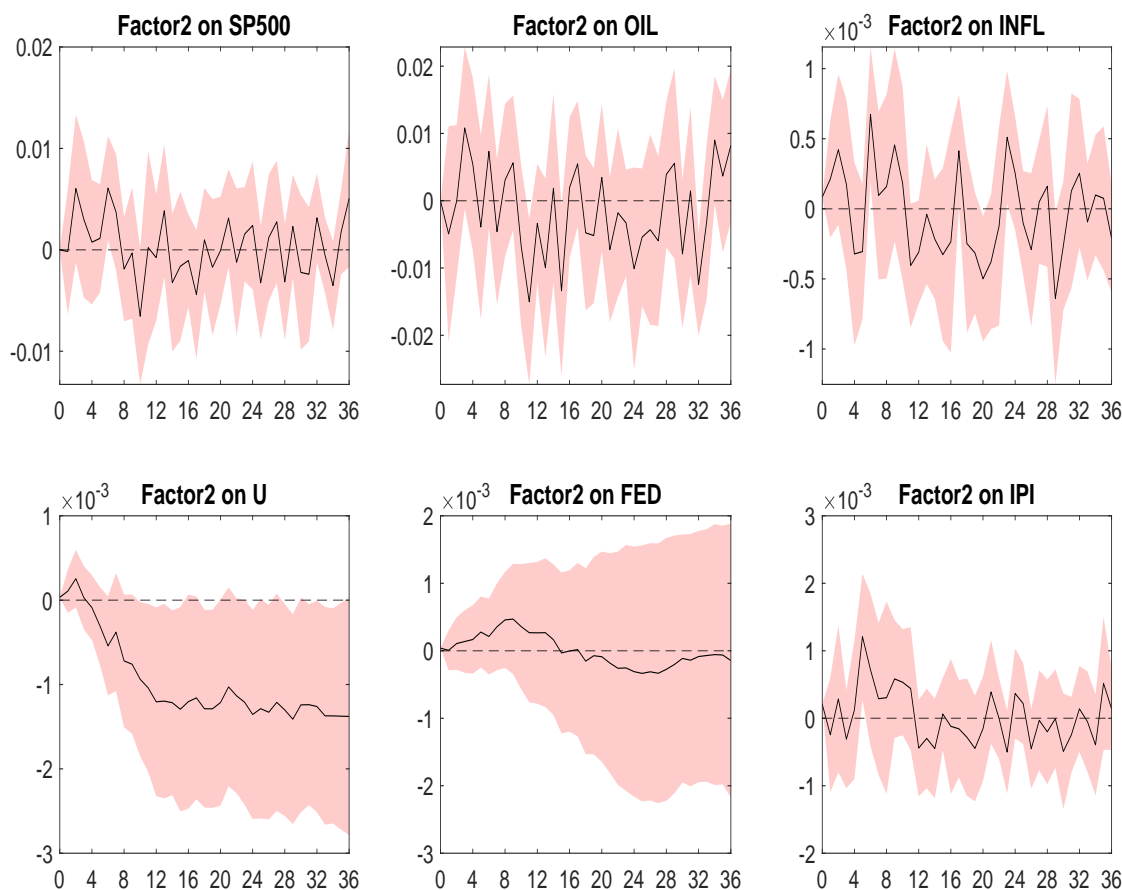 Factor2 on SP500
0.02
0.01
0
-0.01
0 4 8 12 16 20 24 28 32 36
Factor2 on OIL
0.02
0.01
0
-0.01
-0.02
0 4 8 12 16 20 24 28 32 36
×10-3 Factor2 on INFL
1
0.5
0
-0.5
-1
0 4 8 12 16 20 24 28 32 36
×10-3 Factor2 on U
1
0
-1
-2
-3
0 4 8 12 16 20 24 28 32 36
×10-3 Factor2 on FED
2
1
0
-1
-2
-3
0 4 8 12 16 20 24 28 32 36
×10-3 Factor2 on IPI
3
2
1
0
-1
-2
0 4 8 12 16 20 24 28 32 36